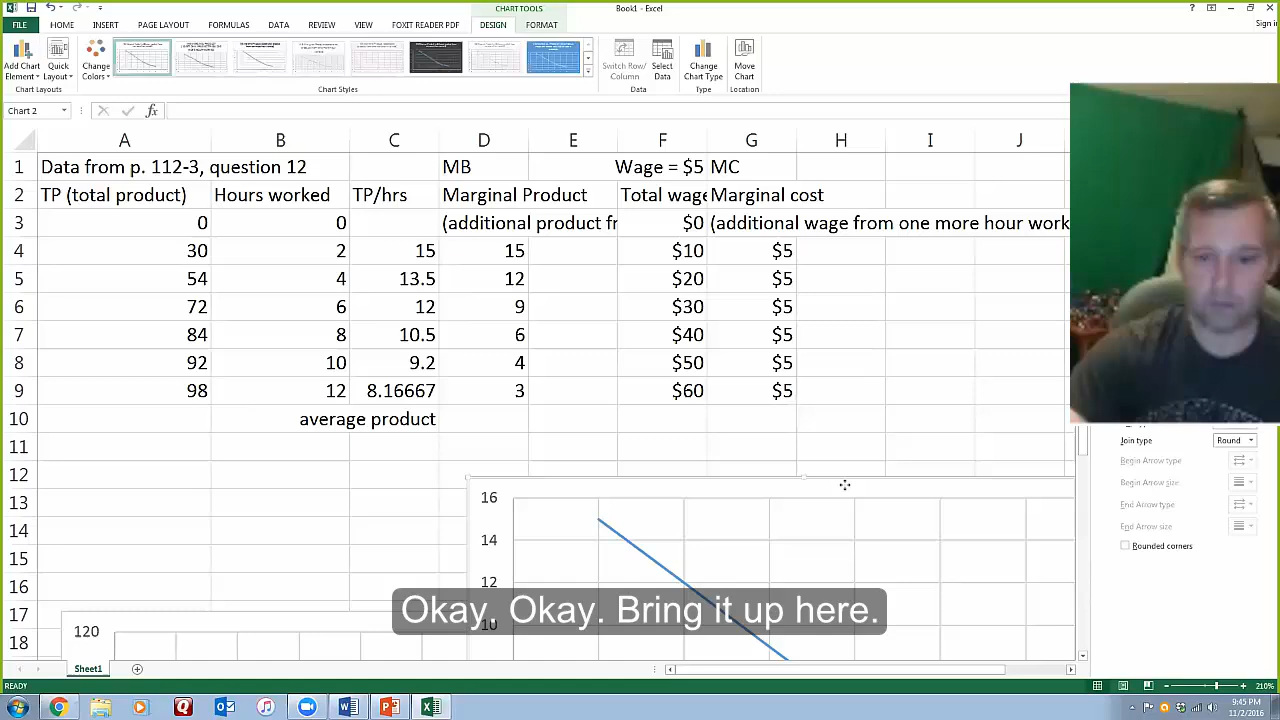 Book1 - Excel
CHART TOOLS
Sign in
FILE HOME INSERT PAGE LAYOUT FORMULAS DATA REVIEW VIEW FOXIT READER PDF DESIGN FORMAT
Add Chart Element
Quick Layout
Change Colors
Switch Row/ Column
Select Data
Change Chart Type
Move Chart
Chart Layouts Chart Styles Data Type Location
Chart 2 fx
A B C D E F G H I J
1 Data from p. 112-3, question 12 MB Wage = $5 MC
2 TP (total product) Hours worked TP/hrs Marginal Product Total wage Marginal cost
3 0 0 (additional product fr $0 (additional wage from one more hour work
4 30 2 15 15 $10 $5
5 54 4 13.5 12 $20 $5
6 72 6 12 9 $30 $5
7 84 8 10.5 6 $40 $5
8 92 10 9.2 4 $50 $5
9 98 12 8.16667 3 $60 $5
10 average product
11
12
13
14
15
16
17
18
16
14
12
10
120
Join type Round
Begin Arrow type
Begin Arrow size
End Arrow type
End Arrow size
Rounded corners
Okay. Okay. Bring it up here.
Sheet1
READY 210%
9:45 PM
11/2/2016